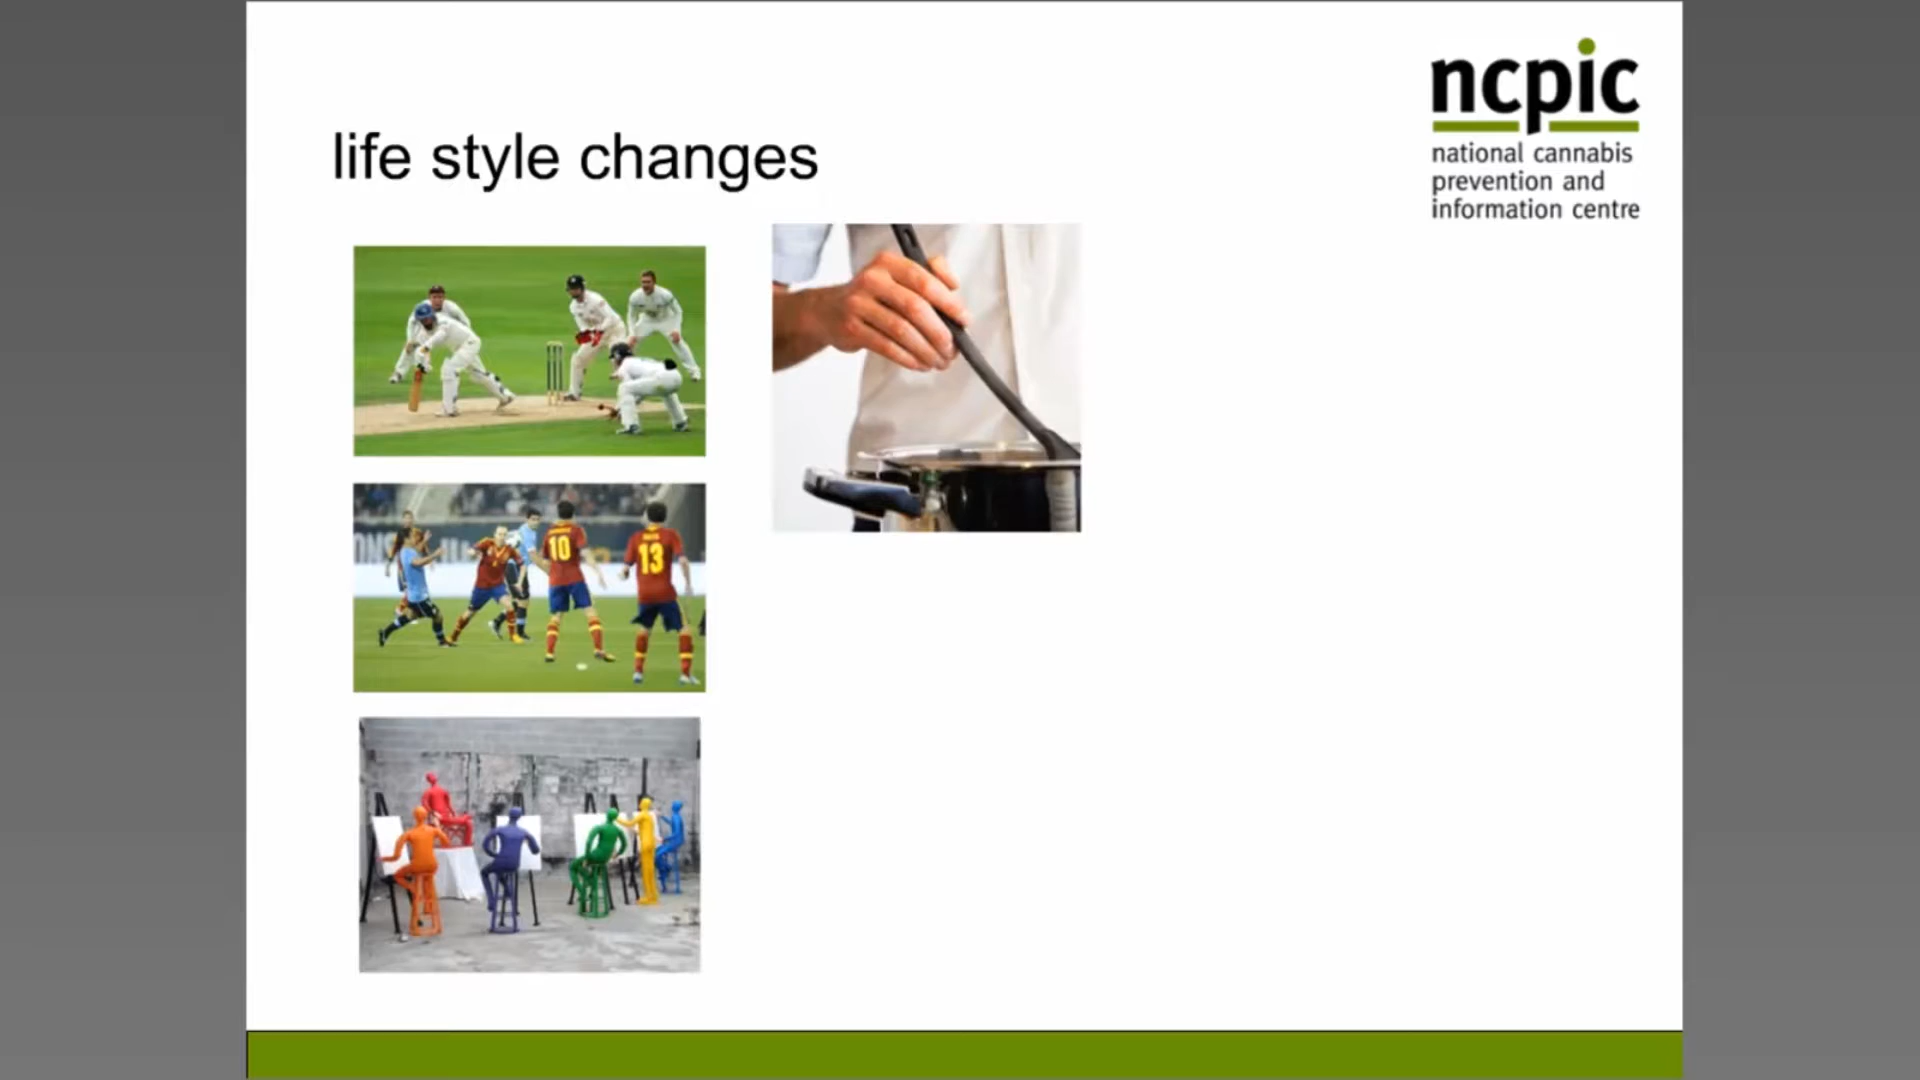 ncpic
national cannabis
prevention and
information centre
life style changes
10
13